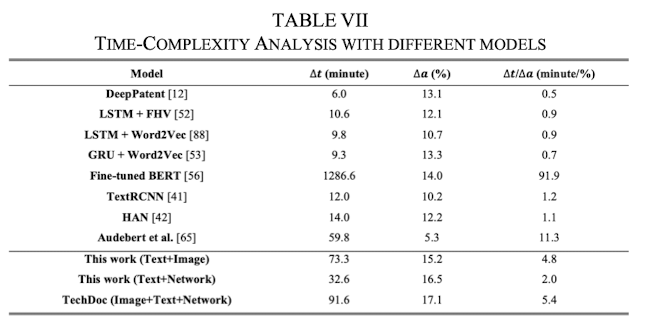 TABLE VII
TIME-COMPLEXITY ANALYSIS WITH DIFFERENT MODELS
Model Δt (minute) Δa (%) Δt/Δa (minute/%)
DeepPatent [12] 6.0 13.1 0.5
LSTM + FHV [52] 10.6 12.1 0.9
LSTM + Word2Vec [88] 9.8 10.7 0.9
GRU + Word2Vec [53] 9.3 13.3 0.7
Fine-tuned BERT [56] 1286.6 14.0 91.9
TextRCNN [41] 12.0 10.2 1.2
HAN [42] 14.0 12.2 1.1
Audebert et al. [65] 59.8 5.3 11.3
This work (Text+Image) 73.3 15.2 4.8
This work (Text+Network) 32.6 16.5 2.0
TechDoc (Image+Text+Network) 91.6 17.1 5.4